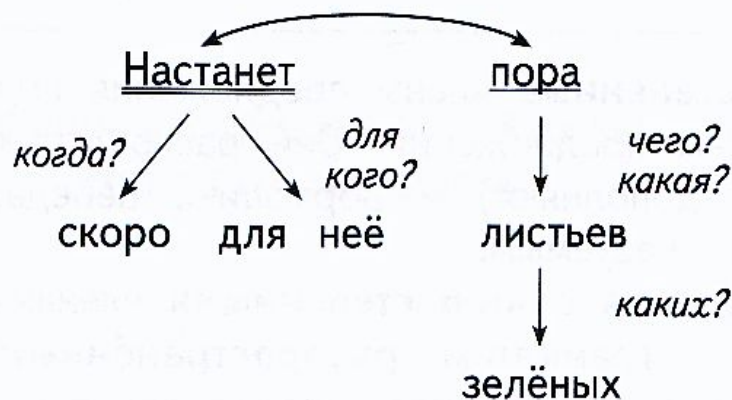 Настанет пора
когда? для кого? чего? какая?
скоро для неё листьев
каких?
зелёных